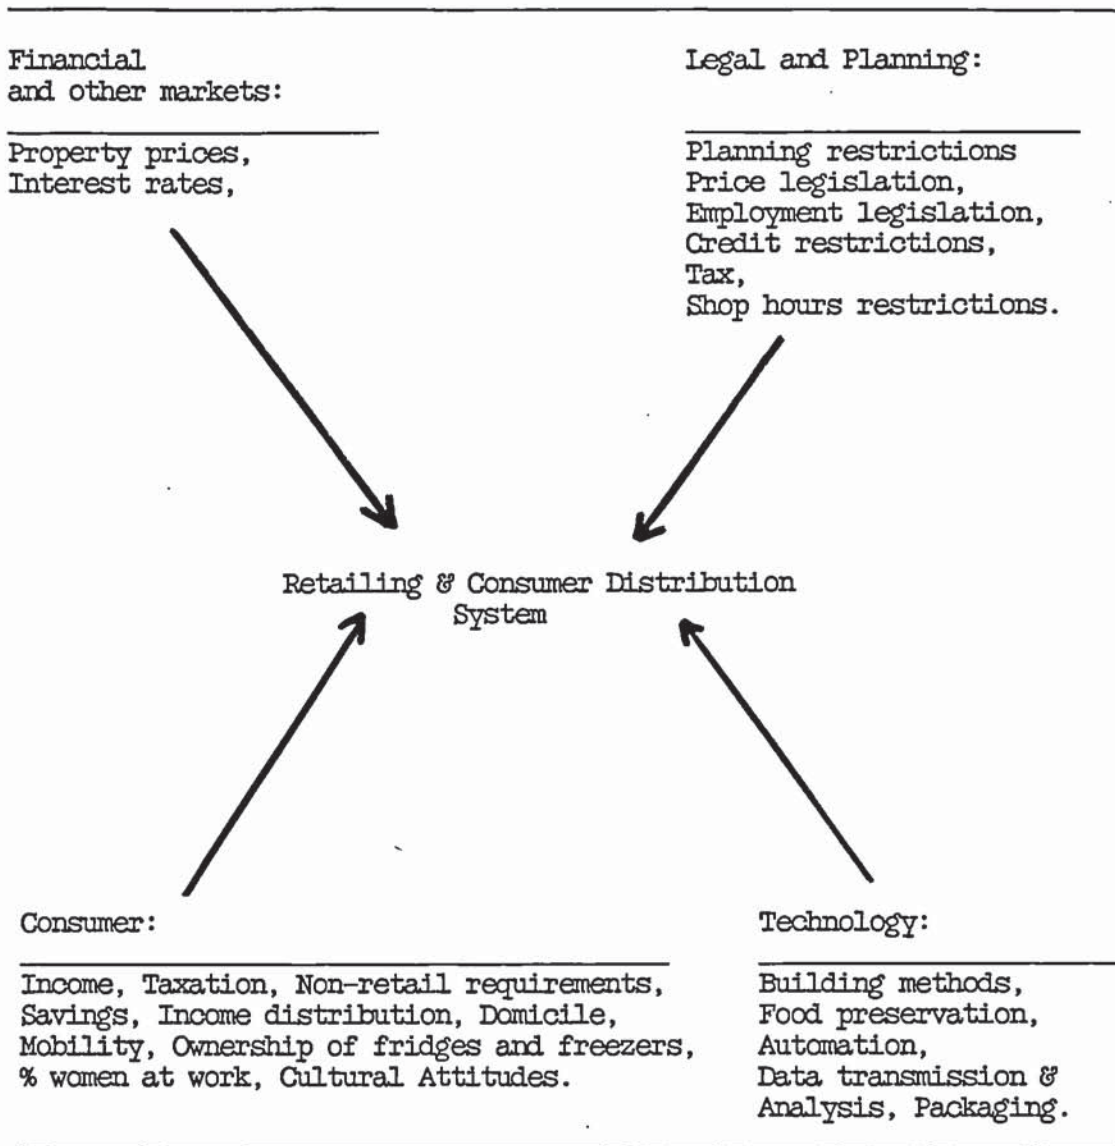 Financial
and other markets:
Property prices,
Interest rates,
Legal and Planning:
Planning restrictions
Price legislation,
Employment legislation,
Credit restrictions,
Tax,
Shop hours restrictions.
Retailing & Consumer Distribution
System
Consumer:
Income, Taxation, Non-retail requirements,
Savings, Income distribution, Domicile,
Mobility, Ownership of fridges and freezers,
% women at work, Cultural Attitudes.
Technology:
Building methods,
Food preservation,
Automation,
Data transmission &
Analysis, Packaging.